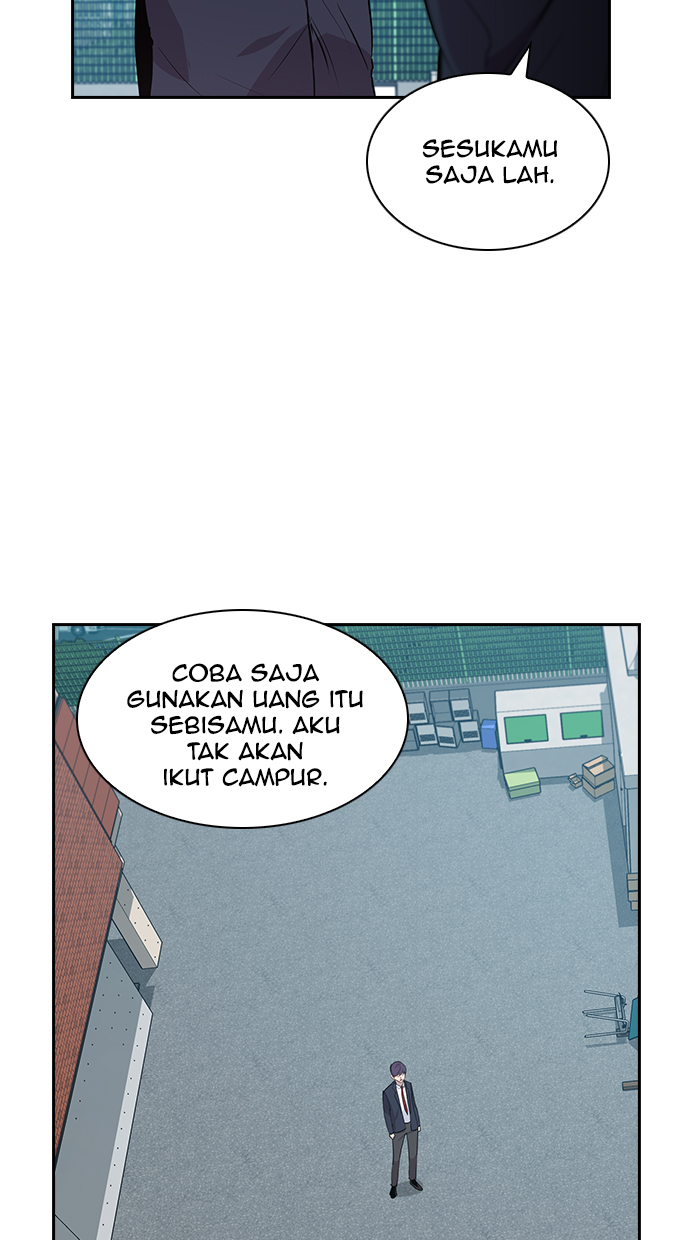 SESUKAMU
SAJA LAH.
COBA SAJA
GUNAKAN UANG ITU
SEBISAMU. AKU
TAK AKAN
IKUT CAMPUR.